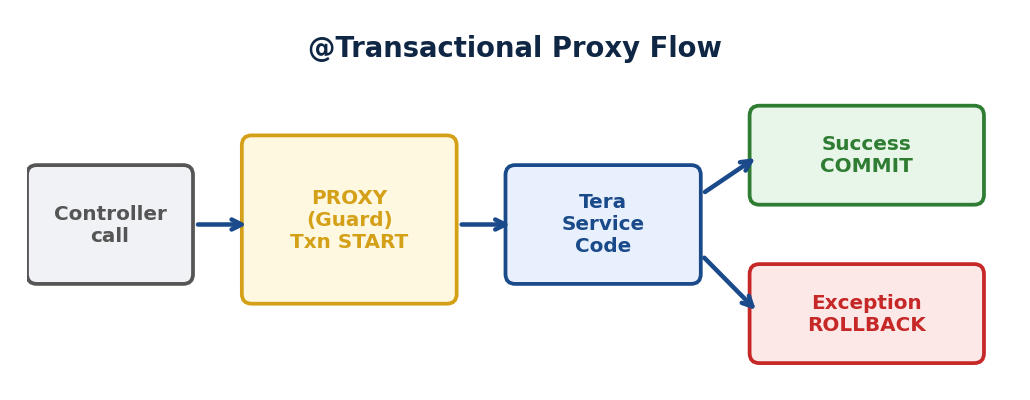 @Transactional Proxy Flow
Controller
call
PROXY
(Guard)
Txn START
Tera
Service
Code
Success
COMMIT
Exception
ROLLBACK